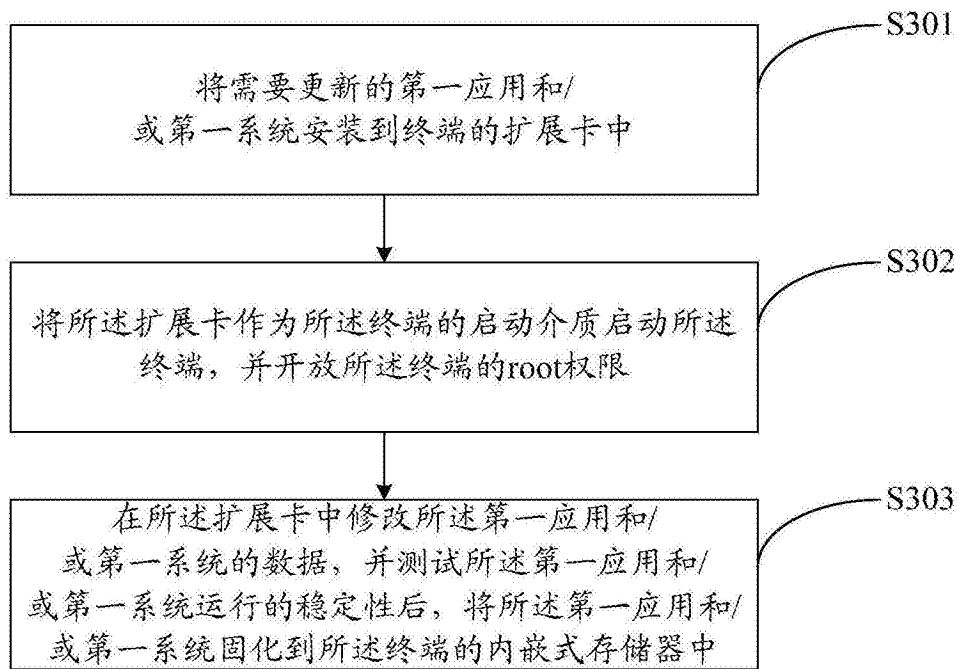 S301
将需要更新的第一应用和/
或第一系统安装到终端的扩展卡中
S302
将所述扩展卡作为所述终端的启动介质启动所述
终端，并开放所述终端的root权限
S303
在所述扩展卡中修改所述第一应用和/
或第一系统的数据，并测试所述第一应用和/
或第一系统运行的稳定性后，将所述第一应用和/
或第一系统固化到所述终端的内嵌式存储器中